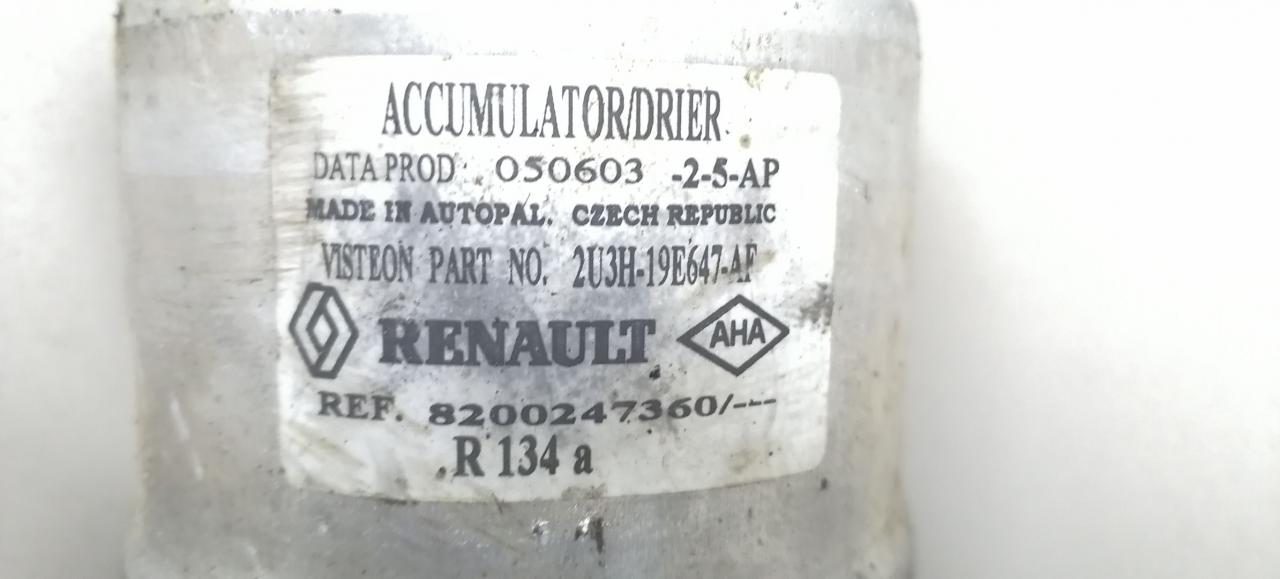 ACCUMULATOR/DRIER
DATA PROD 050603 -2-5-AP
MADE IN AUTOPAL. CZECH REPUBLIC
VISTEON PART NO. 2U3H-19E647-AF
RENAULT AHA
REF. 8200247360/---
R 134 a